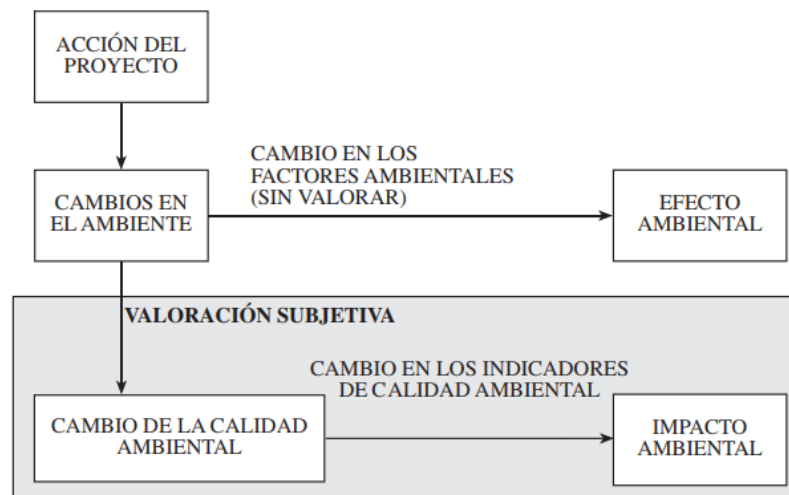 ACCIÓN DEL
PROYECTO
CAMBIO EN LOS
FACTORES AMBIENTALES
(SIN VALORAR)
CAMBIOS EN
EL AMBIENTE
EFECTO
AMBIENTAL
VALORACIÓN SUBJETIVA
CAMBIO EN LOS INDICADORES
DE CALIDAD AMBIENTAL
CAMBIO DE LA CALIDAD
AMBIENTAL
IMPACTO
AMBIENTAL